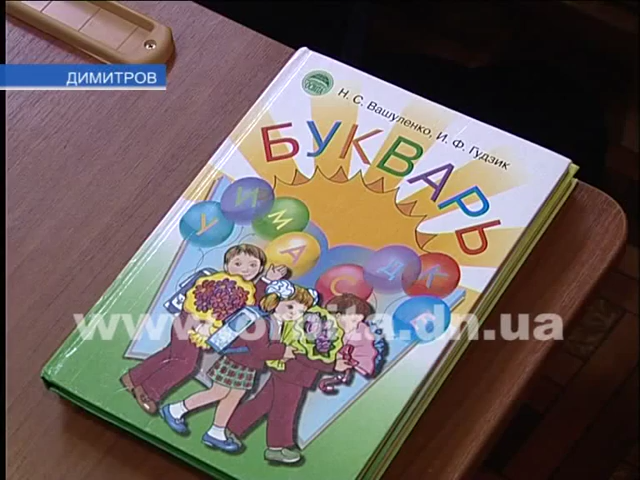 ДИМИТРОВ
Н. С. Вашуленко, И. Ф. Гудзик
БУКВАРЬ
У И М А С Д К
www.orbita.dn.ua